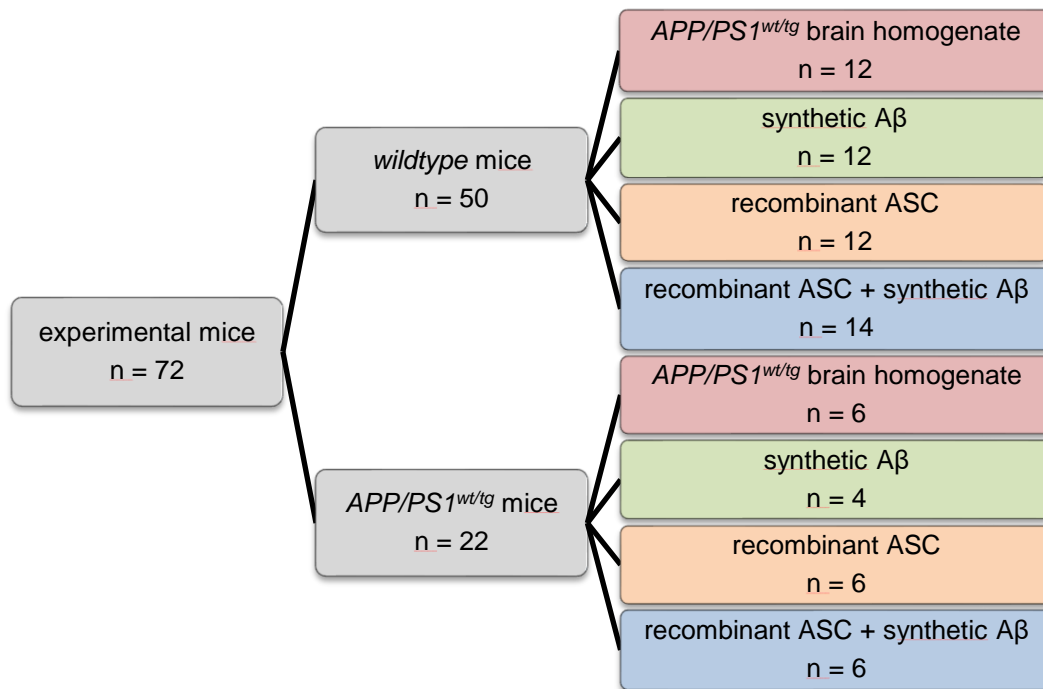 experimental mice
n = 72
wildtype mice
n = 50
APP/PS1wt/tg brain homogenate
n = 12
synthetic Aβ
n = 12
recombinant ASC
n = 12
recombinant ASC + synthetic Aβ
n = 14
APP/PS1wt/tg mice
n = 22
APP/PS1wt/tg brain homogenate
n = 6
synthetic Aβ
n = 4
recombinant ASC
n = 6
recombinant ASC + synthetic Aβ
n = 6